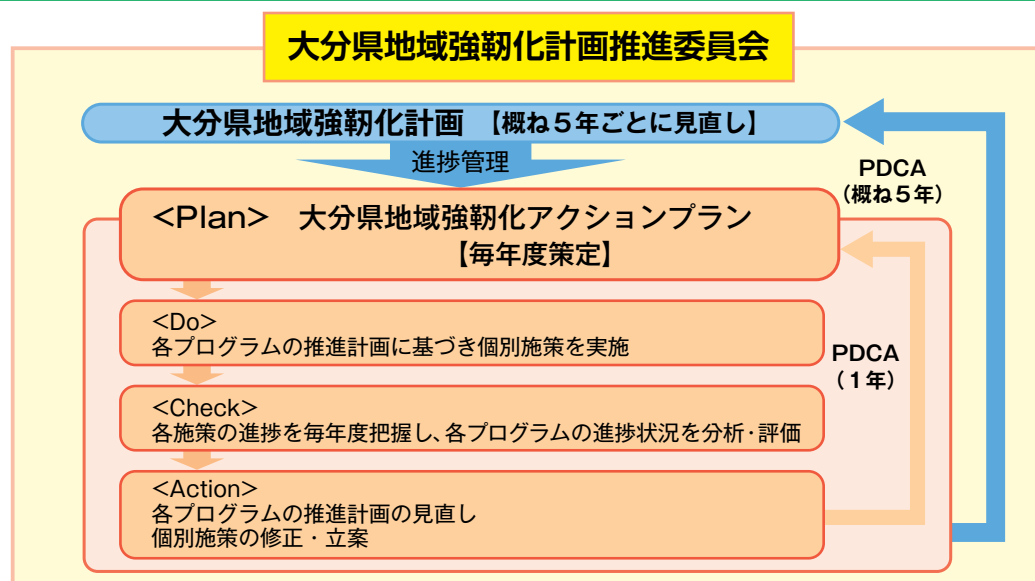 大分県地域強靭化計画推進委員会
大分県地域強靭化計画 【概ね５年ごとに見直し】
進捗管理
PDCA
（概ね５年）
<Plan>　大分県地域強靭化アクションプラン
【毎年度策定】
<Do>
各プログラムの推進計画に基づき個別施策を実施
PDCA
（１年）
<Check>
各施策の進捗を毎年度把握し、各プログラムの進捗状況を分析・評価
<Action>
各プログラムの推進計画の見直し
個別施策の修正・立案